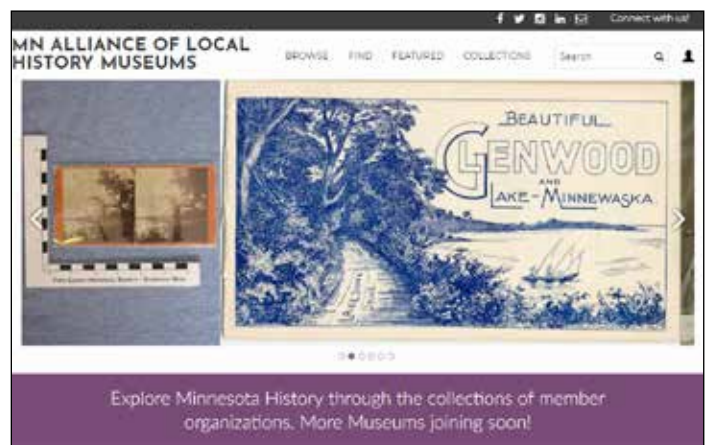 Connect with us!
MN ALLIANCE OF LOCAL
HISTORY MUSEUMS
BROWSE FIND FEATURED COLLECTIONS Search
BEAUTIFUL
GLENWOOD
AND
LAKE-MINNEWASKA
Explore Minnesota History through the collections of member
organizations. More Museums joining soon!